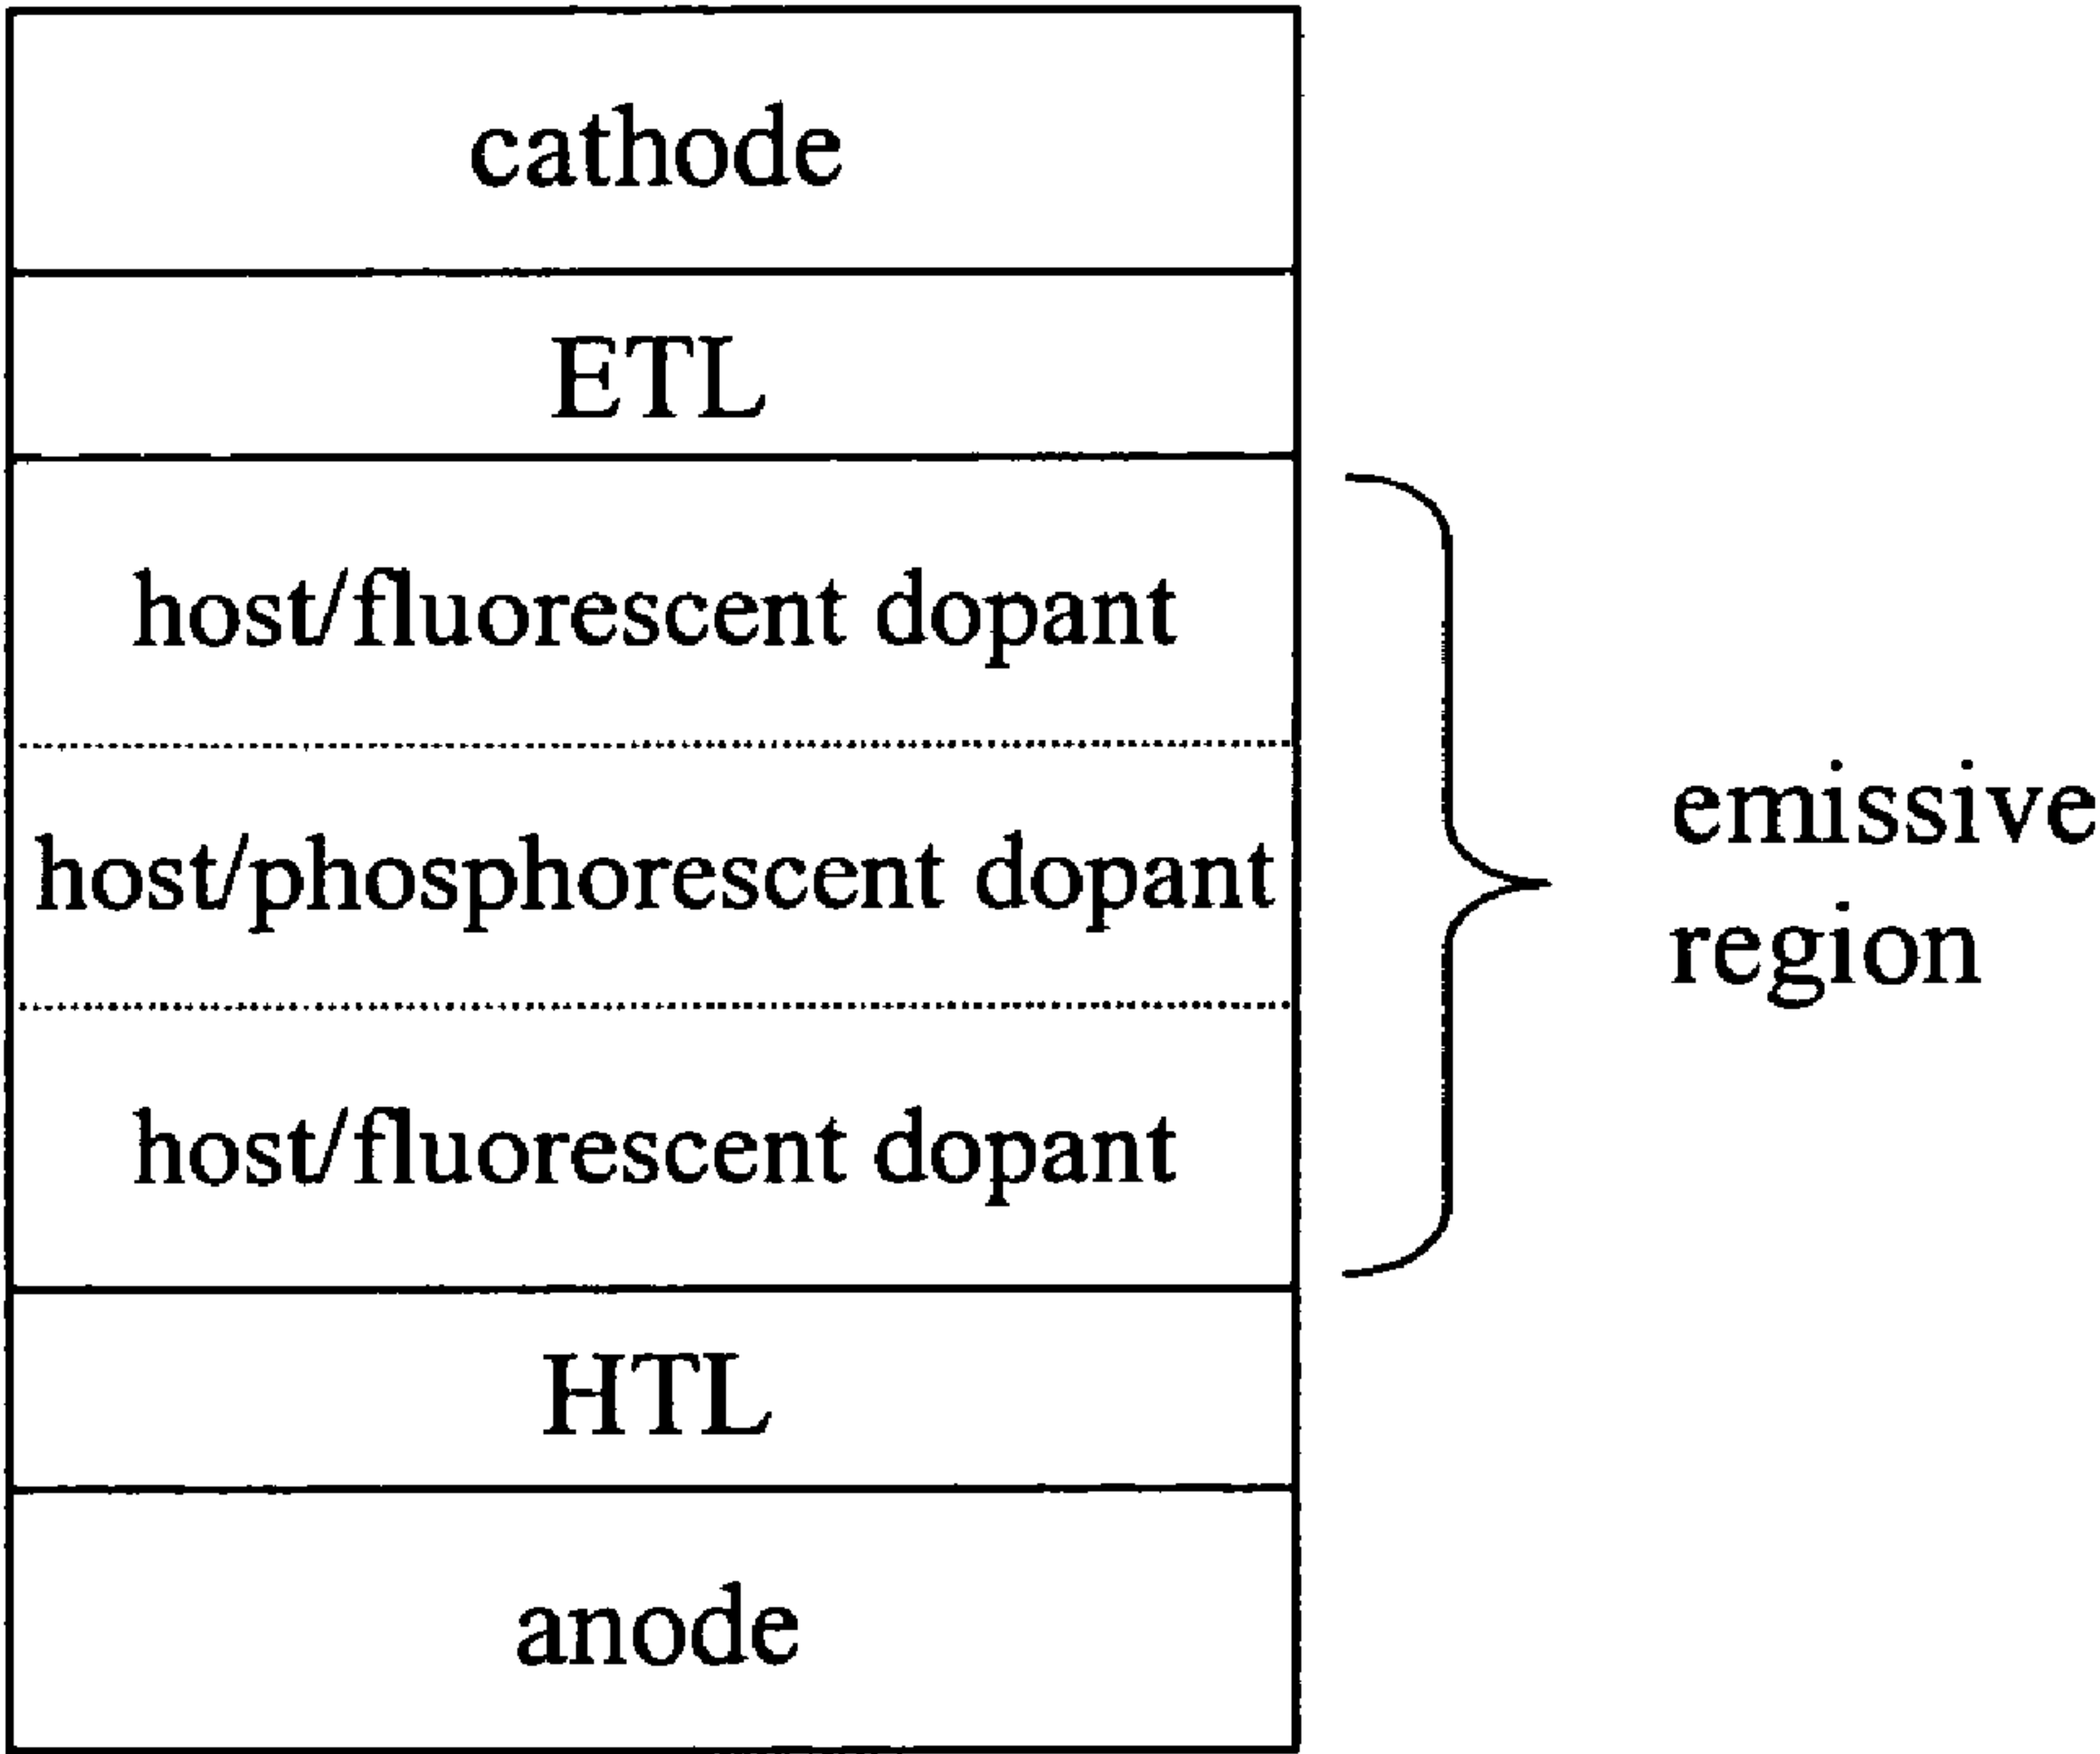 cathode
ETL
host/fluorescent dopant
host/phosphorescent dopant
host/fluorescent dopant
HTL
anode
emissive
region